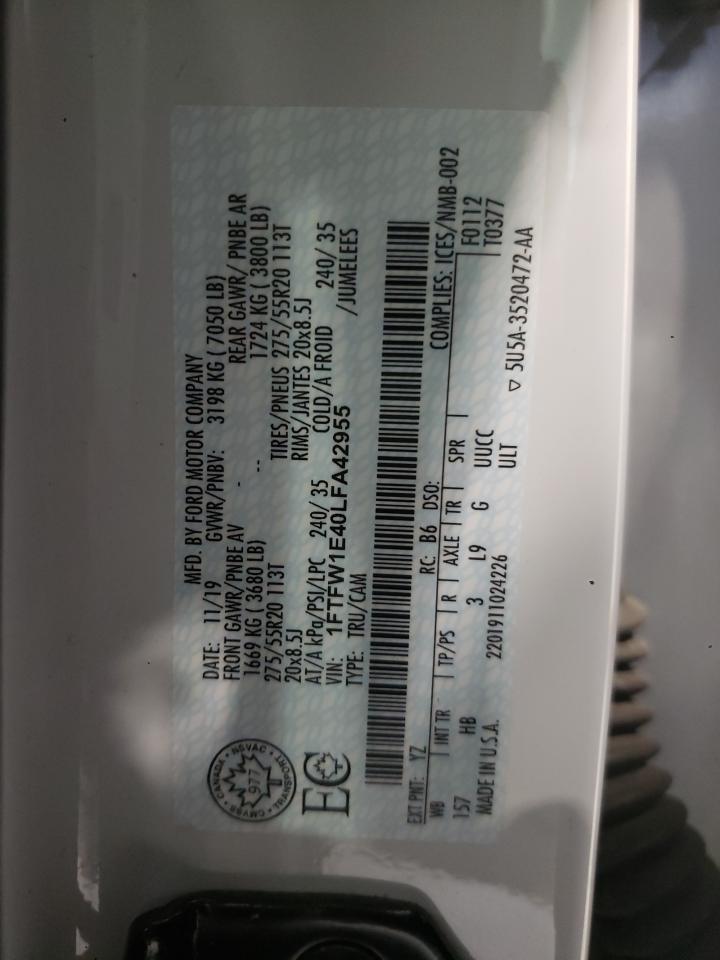 MFD. BY FORD MOTOR COMPANY
DATE: 11/19 GVWR/PNBV: 3198 KG ( 7050 LB)
FRONT GAWR/PNBE AV - REAR GAWR/ PNBE AR
1669 KG ( 3680 LB) -- 1724 KG ( 3800 LB)
275/55R20 113T TIRES/PNEUS 275/55R20 113T
20x8.5J RIMS/JANTES 20x8.5J
AT/A kPa/PSI/LPC 240/ 35 COLD/A FROID 240/ 35
VIN: 1FTFW1E40LFA42955 /JUMELEES
TYPE: TRU/CAM
CMVSS • CANADA • NSVAC • TRANSPORT
977
EC
EXT PNT: YZ RC: B6 DSO: COMPLIES: ICES/NMB-002
WB INT TR TP/PS R AXLE TR SPR F0112
157 HB 3 L9 G UUCC T0377
MADE IN U.S.A. 2201911024226 ULT
▽ 5U5A-3520472-AA